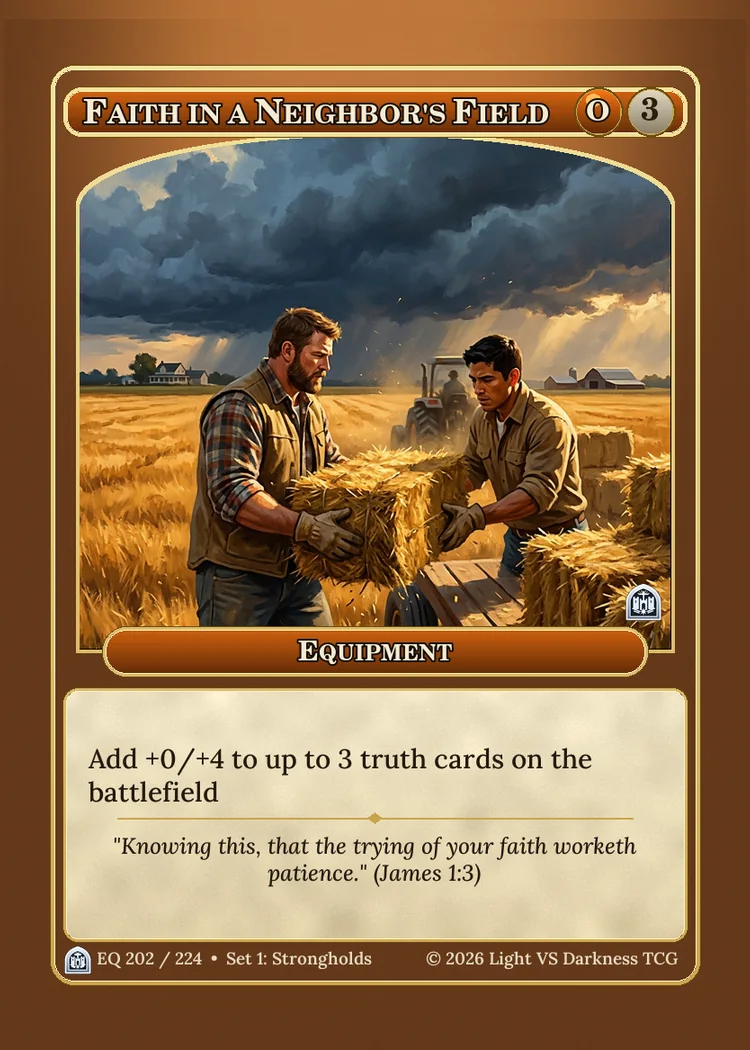 Faith in a Neighbor's Field O 3
Equipment
Add +0/+4 to up to 3 truth cards on the
battlefield
"Knowing this, that the trying of your faith worketh
patience." (James 1:3)
EQ 202 / 224 • Set 1: Strongholds © 2026 Light VS Darkness TCG